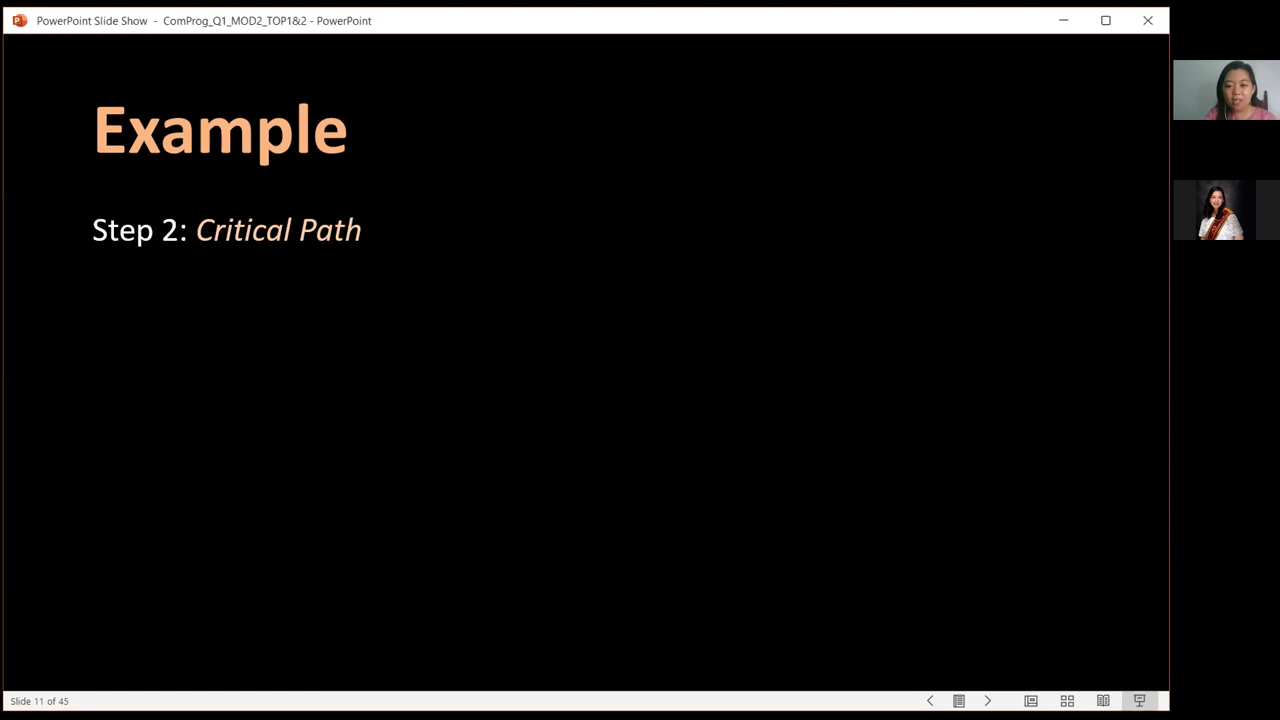 PowerPoint Slide Show - ComProg_Q1_MOD2_TOP1&2 - PowerPoint
Example
Step 2: Critical Path
Slide 11 of 45